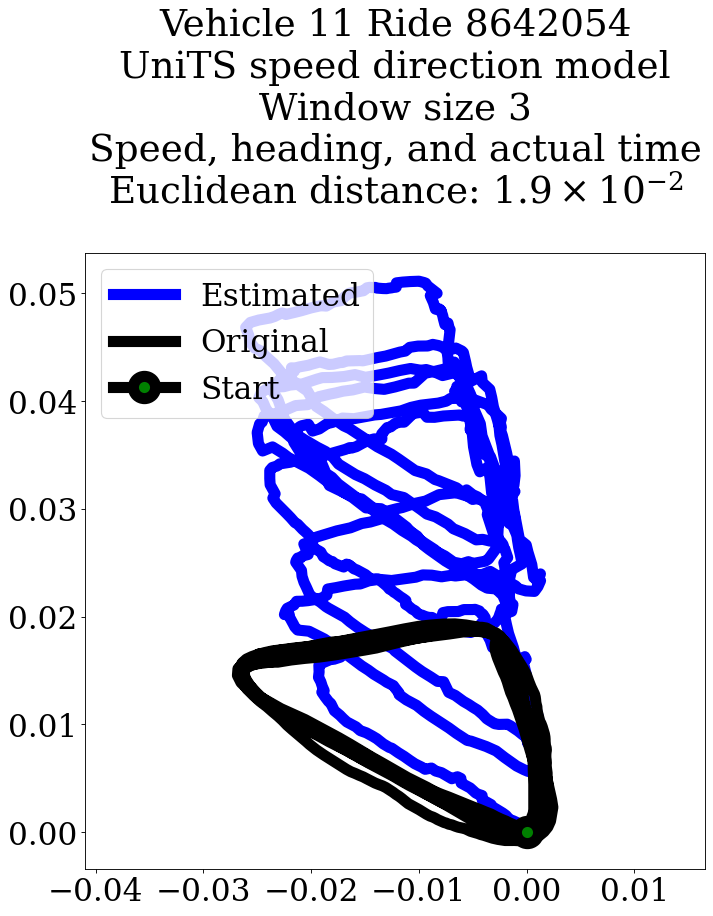 Vehicle 11 Ride 8642054
UniTS speed direction model
Window size 3
Speed, heading, and actual time
Euclidean distance: 1.9 × 10⁻²
Estimated
Original
Start
0.05
0.04
0.03
0.02
0.01
0.00
−0.04 −0.03 −0.02 −0.01 0.00 0.01